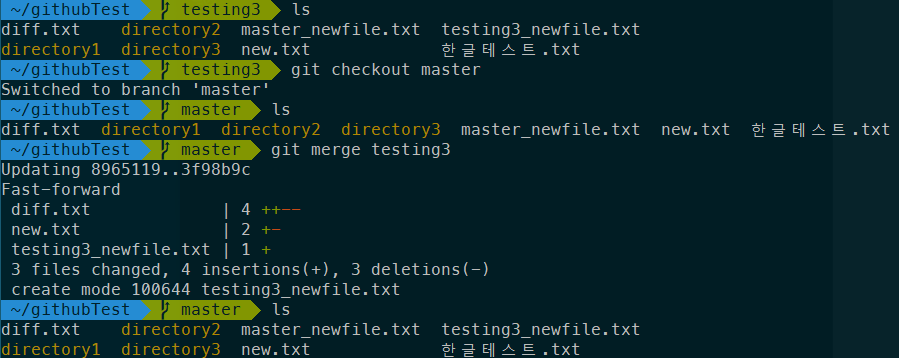 ~/githubTest testing3 ls
diff.txt directory2 master_newfile.txt testing3_newfile.txt
directory1 directory3 new.txt 한글테스트.txt
~/githubTest testing3 git checkout master
Switched to branch 'master'
~/githubTest master ls
diff.txt directory1 directory2 directory3 master_newfile.txt new.txt 한글테스트.txt
~/githubTest master git merge testing3
Updating 8965119..3f98b9c
Fast-forward
diff.txt | 4 ++--
new.txt | 2 +-
testing3_newfile.txt | 1 +
3 files changed, 4 insertions(+), 3 deletions(-)
create mode 100644 testing3_newfile.txt
~/githubTest master ls
diff.txt directory2 master_newfile.txt testing3_newfile.txt
directory1 directory3 new.txt 한글테스트.txt